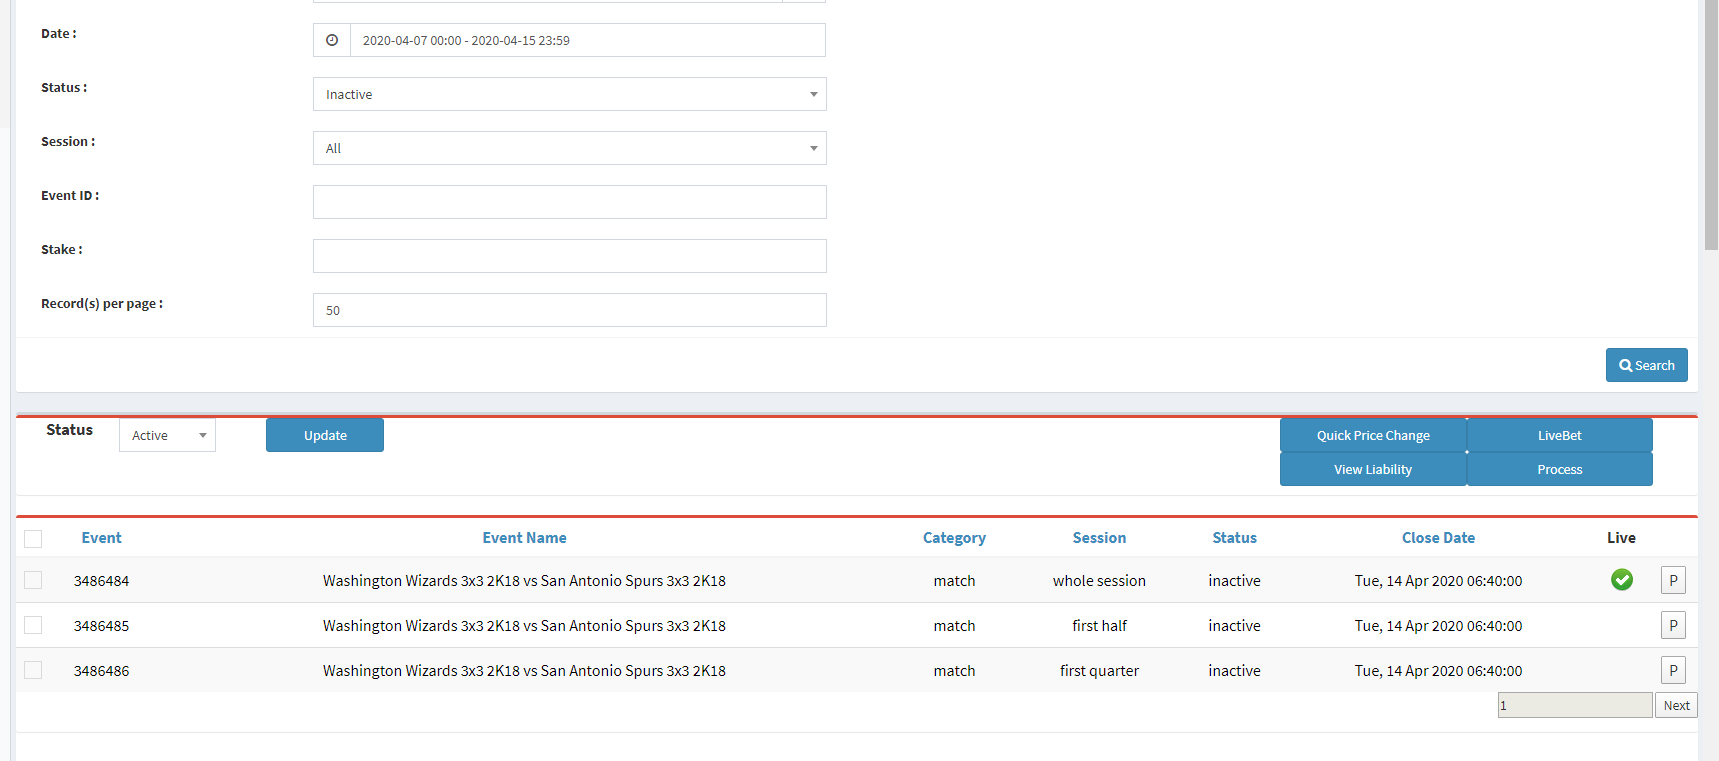 Date :
2020-04-07 00:00 - 2020-04-15 23:59
Status :
Inactive
Session :
All
Event ID :
Stake :
Record(s) per page :
50
Search
Status
Active
Update
Quick Price Change
LiveBet
View Liability
Process
Event Event Name Category Session Status Close Date Live
3486484 Washington Wizards 3x3 2K18 vs San Antonio Spurs 3x3 2K18 match whole session inactive Tue, 14 Apr 2020 06:40:00 P
3486485 Washington Wizards 3x3 2K18 vs San Antonio Spurs 3x3 2K18 match first half inactive Tue, 14 Apr 2020 06:40:00 P
3486486 Washington Wizards 3x3 2K18 vs San Antonio Spurs 3x3 2K18 match first quarter inactive Tue, 14 Apr 2020 06:40:00 P
1 Next